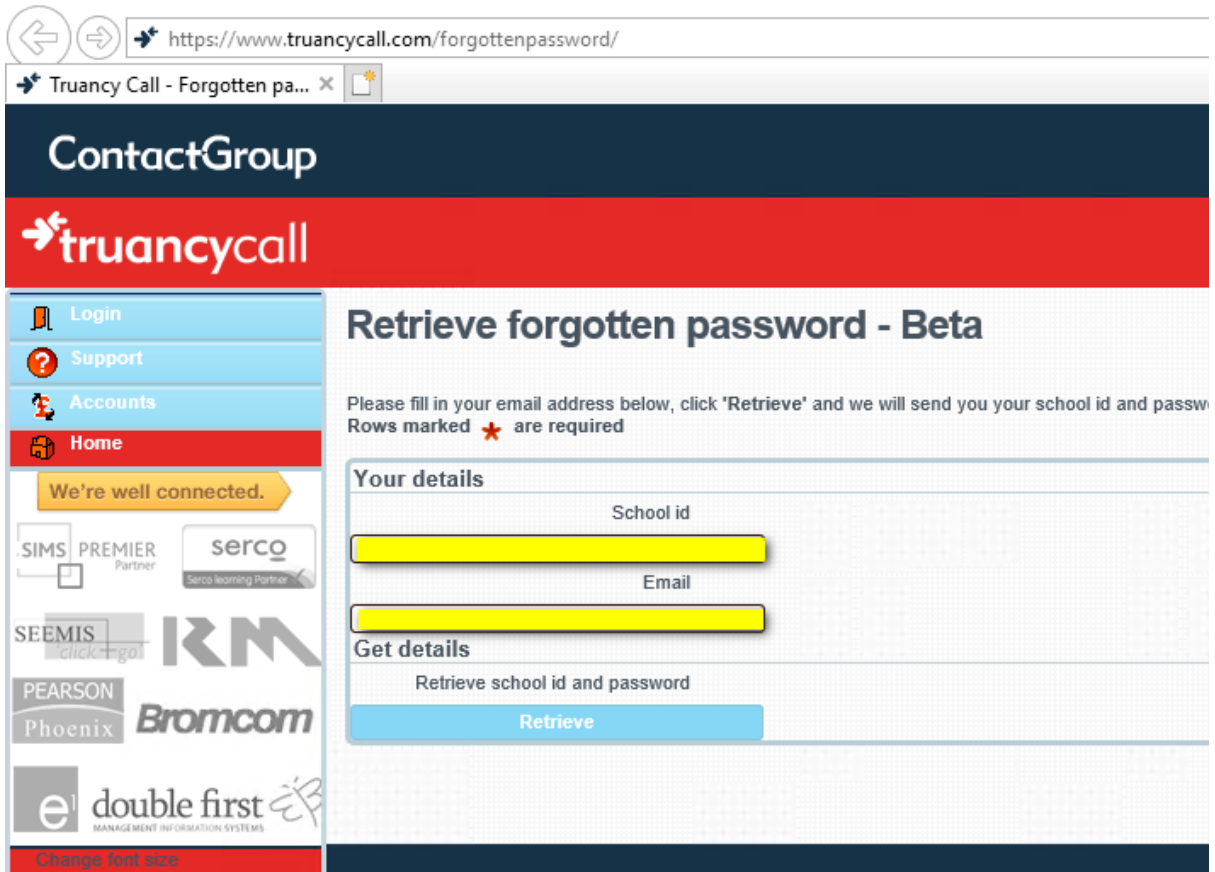 https://www.truancycall.com/forgottenpassword/
Truancy Call - Forgotten pa...
ContactGroup
truancycall
Login
Support
Accounts
Home
We're well connected.
SIMS PREMIER
Partner
serco
Serco learning Partner
SEEMIS
'click+go'
RM
PEARSON
Phoenix
Bromcom
e1 double first
MANAGEMENT INFORMATION SYSTEMS
Change font size
Retrieve forgotten password - Beta
Please fill in your email address below, click 'Retrieve' and we will send you your school id and passw
Rows marked * are required
Your details
School id
Email
Get details
Retrieve school id and password
Retrieve